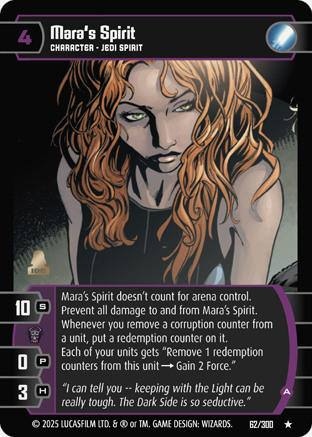 4
Mara's Spirit
CHARACTER - JEDI SPIRIT
10 S
0 P
3 H
Mara's Spirit doesn't count for arena control.
Prevent all damage to and from Mara's Spirit.
Whenever you remove a corruption counter from
a unit, put a redemption counter on it.
Each of your units gets “Remove 1 redemption
counters from this unit → Gain 2 Force.”
“I can tell you -- keeping with the Light can be
really tough. The Dark Side is so seductive.”
A
© 2025 LUCASFILM LTD. & ® or TM. GAME DESIGN: WIZARDS.
62/300 ★